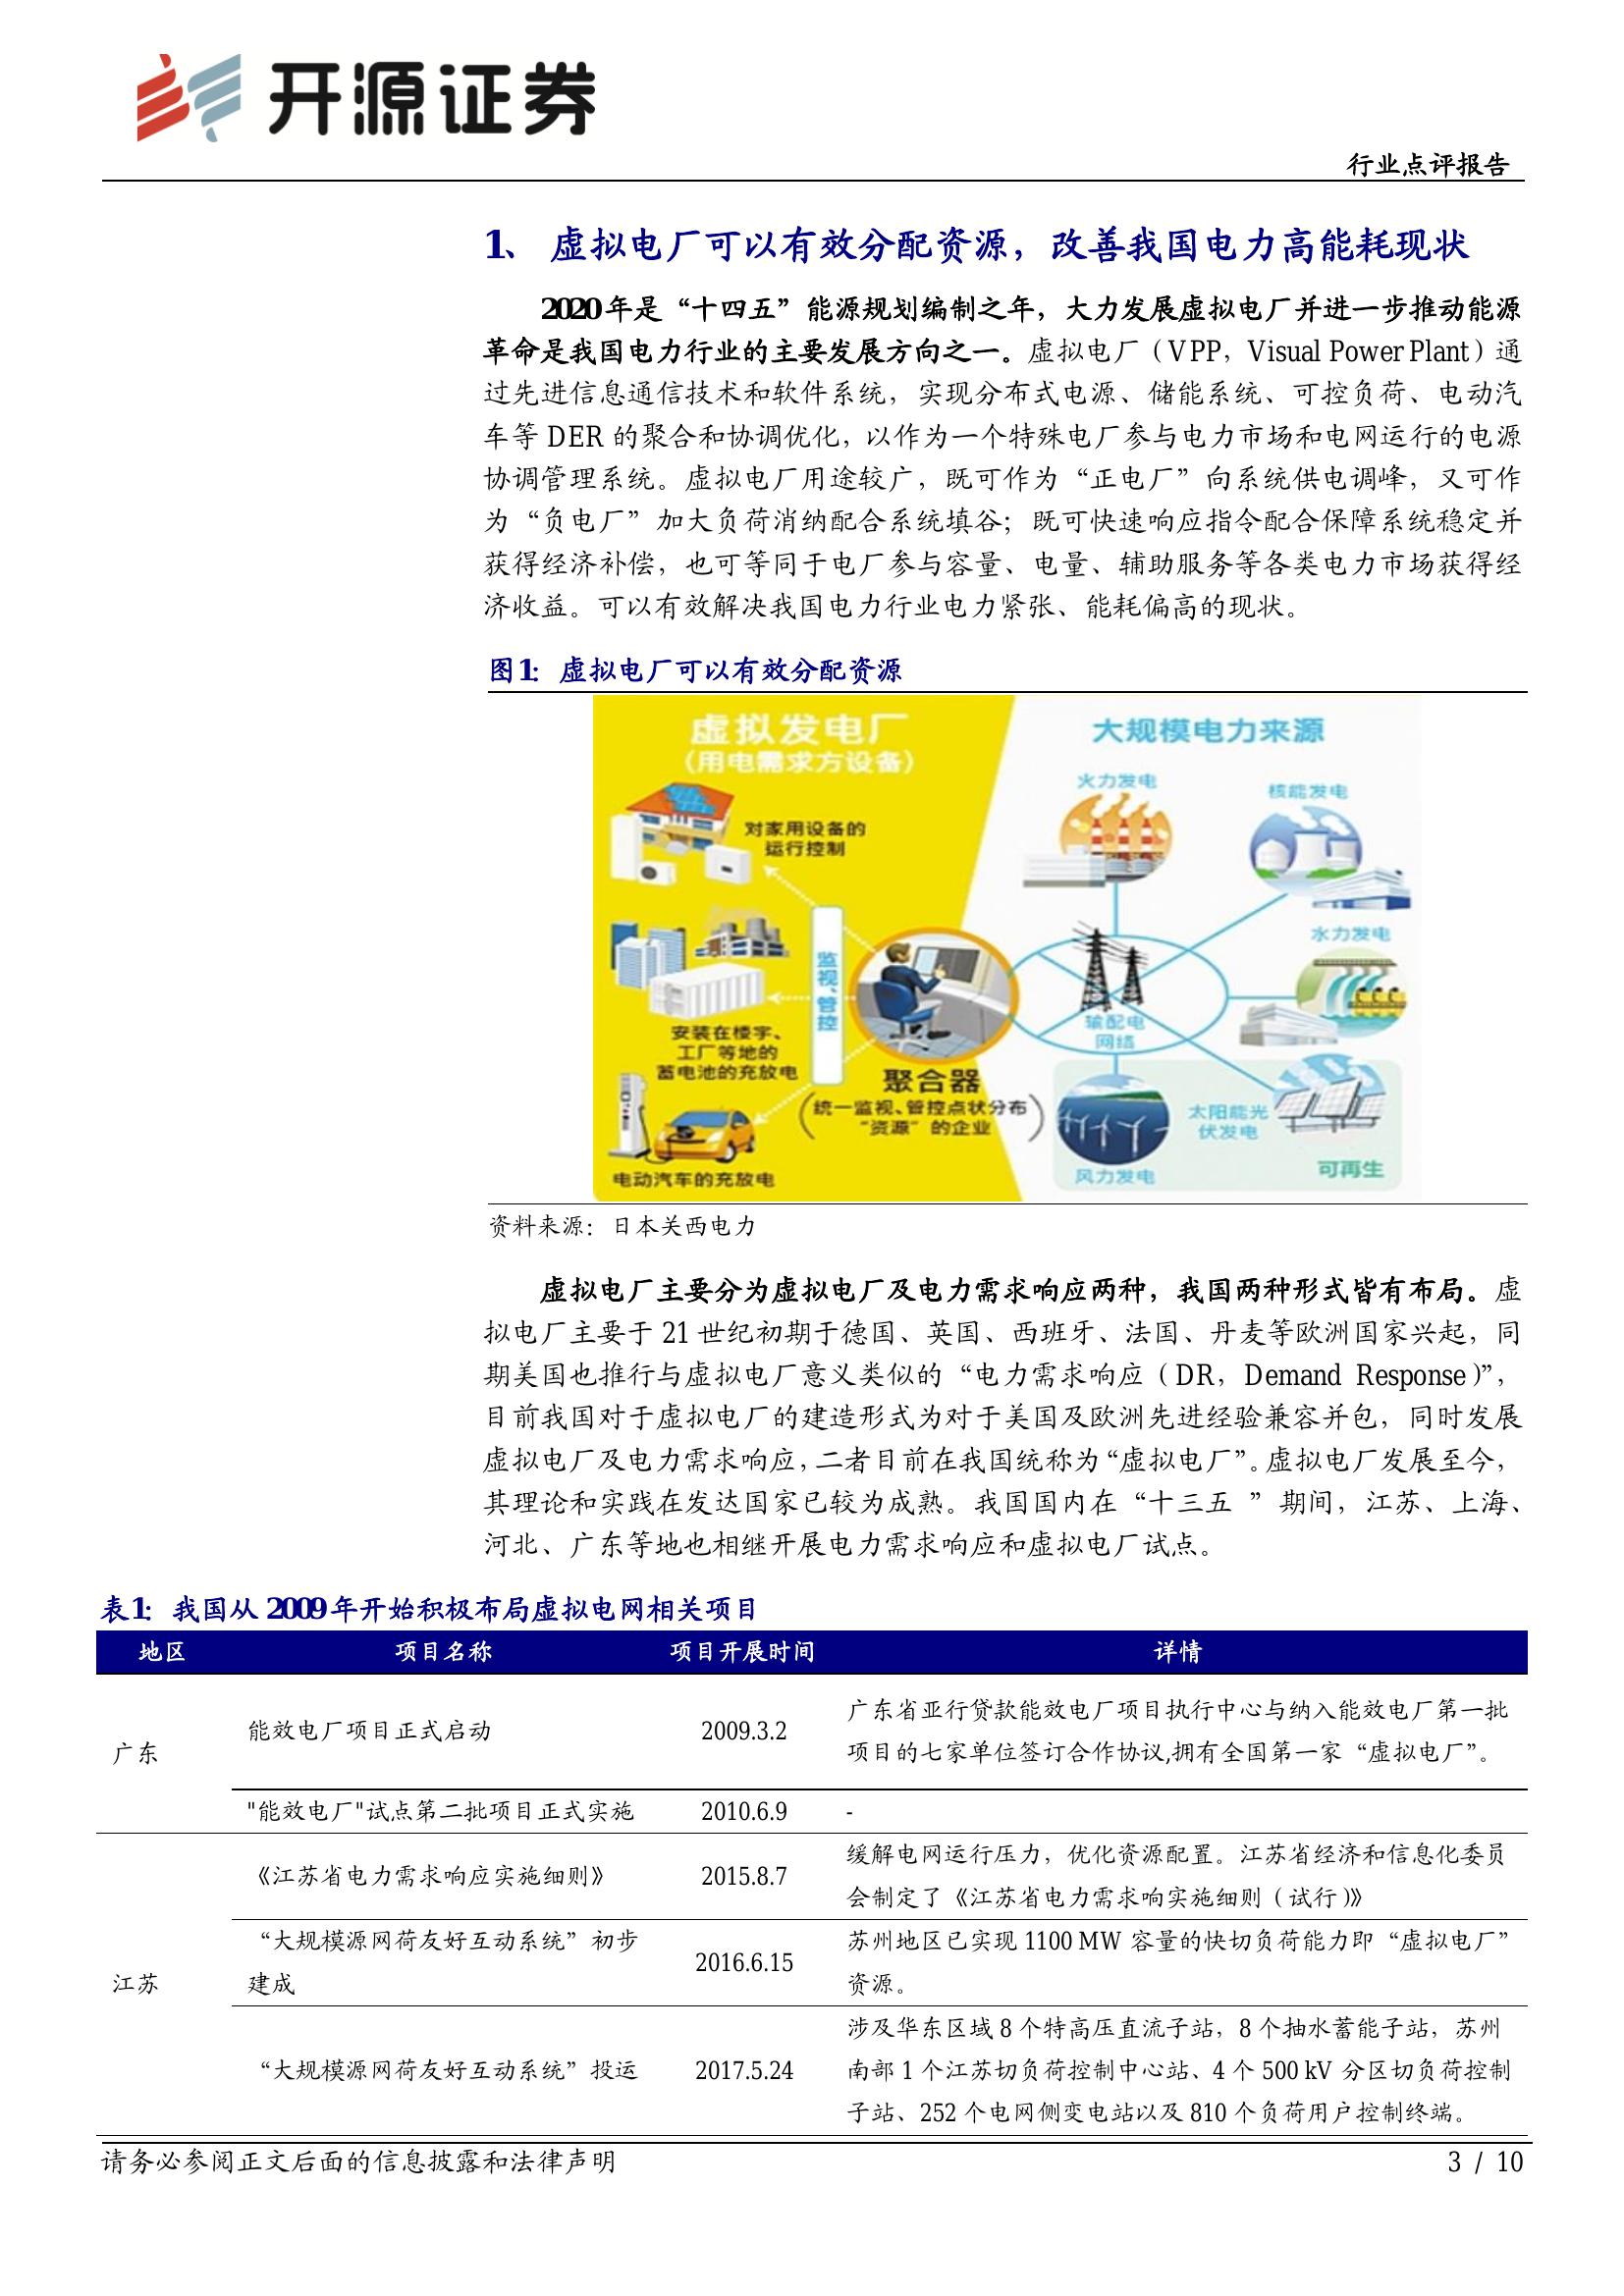 开源证券
行业点评报告
1、 虚拟电厂可以有效分配资源，改善我国电力高能耗现状
2020年是“十四五”能源规划编制之年，大力发展虚拟电厂并进一步推动能源
革命是我国电力行业的主要发展方向之一。虚拟电厂（VPP，Visual Power Plant）通
过先进信息通信技术和软件系统，实现分布式电源、储能系统、可控负荷、电动汽
车等 DER 的聚合和协调优化，以作为一个特殊电厂参与电力市场和电网运行的电源
协调管理系统。虚拟电厂用途较广，既可作为“正电厂”向系统供电调峰，又可作
为“负电厂”加大负荷消纳配合系统填谷；既可快速响应指令配合保障系统稳定并
获得经济补偿，也可等同于电厂参与容量、电量、辅助服务等各类电力市场获得经
济收益。可以有效解决我国电力行业电力紧张、能耗偏高的现状。
图1：虚拟电厂可以有效分配资源
虚拟发电厂
（用电需求方设备）
对家用设备的
运行控制
安装在楼宇、
工厂等地的
蓄电池的充放电
电动汽车的充放电
监视、管控
聚合器
（统一监视、管控点状分布
“资源”的企业）
大规模电力来源
火力发电
核能发电
水力发电
输配电
网络
太阳能光
伏发电
风力发电
可再生
资料来源：日本关西电力
虚拟电厂主要分为虚拟电厂及电力需求响应两种，我国两种形式皆有布局。虚
拟电厂主要于 21 世纪初期于德国、英国、西班牙、法国、丹麦等欧洲国家兴起，同
期美国也推行与虚拟电厂意义类似的“电力需求响应（DR，Demand Response）”，
目前我国对于虚拟电厂的建造形式为对于美国及欧洲先进经验兼容并包，同时发展
虚拟电厂及电力需求响应，二者目前在我国统称为“虚拟电厂”。虚拟电厂发展至今，
其理论和实践在发达国家已较为成熟。我国国内在“十三五 ”期间，江苏、上海、
河北、广东等地也相继开展电力需求响应和虚拟电厂试点。
表1：我国从 2009 年开始积极布局虚拟电网相关项目
地区 项目名称 项目开展时间 详情
广东
能效电厂项目正式启动 2009.3.2
广东省亚行贷款能效电厂项目执行中心与纳入能效电厂第一批
项目的七家单位签订合作协议,拥有全国第一家“虚拟电厂”。
"能效电厂"试点第二批项目正式实施 2010.6.9 -
江苏
《江苏省电力需求响应实施细则》 2015.8.7
缓解电网运行压力，优化资源配置。江苏省经济和信息化委员
会制定了《江苏省电力需求响实施细则（试行）》
“大规模源网荷友好互动系统”初步
建成
2016.6.15
苏州地区已实现 1100 MW 容量的快切负荷能力即“虚拟电厂”
资源。
“大规模源网荷友好互动系统”投运 2017.5.24
涉及华东区域 8 个特高压直流子站，8 个抽水蓄能子站，苏州
南部 1 个江苏切负荷控制中心站、4 个 500 kV 分区切负荷控制
子站、252 个电网侧变电站以及 810 个负荷用户控制终端。
请务必参阅正文后面的信息披露和法律声明
3 / 10